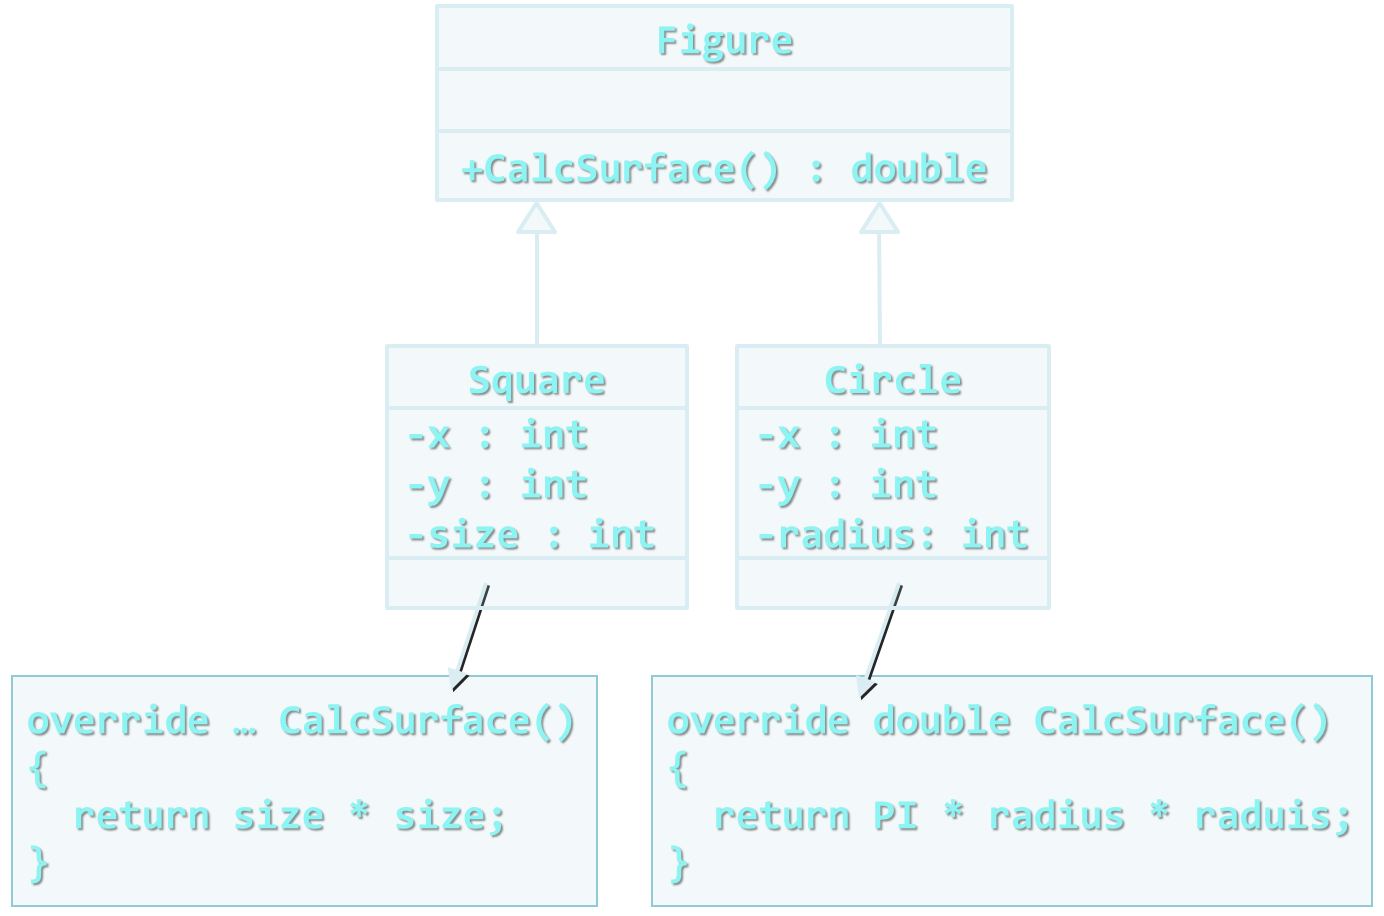 Figure
+CalcSurface() : double
Square
-x : int
-y : int
-size : int
Circle
-x : int
-y : int
-radius: int
override … CalcSurface()
{
  return size * size;
}
override double CalcSurface()
{
  return PI * radius * raduis;
}